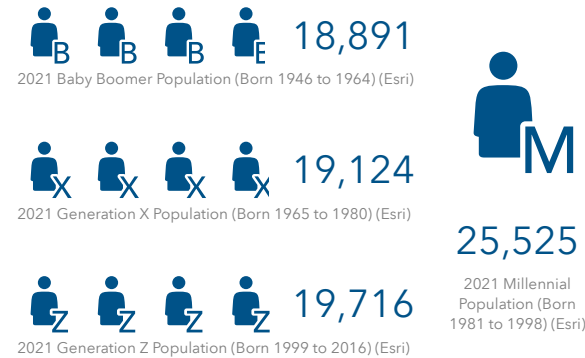 B B B B 18,891
2021 Baby Boomer Population (Born 1946 to 1964) (Esri)
X X X X 19,124
2021 Generation X Population (Born 1965 to 1980) (Esri)
Z Z Z Z 19,716
2021 Generation Z Population (Born 1999 to 2016) (Esri)
M
25,525
2021 Millennial
Population (Born
1981 to 1998) (Esri)